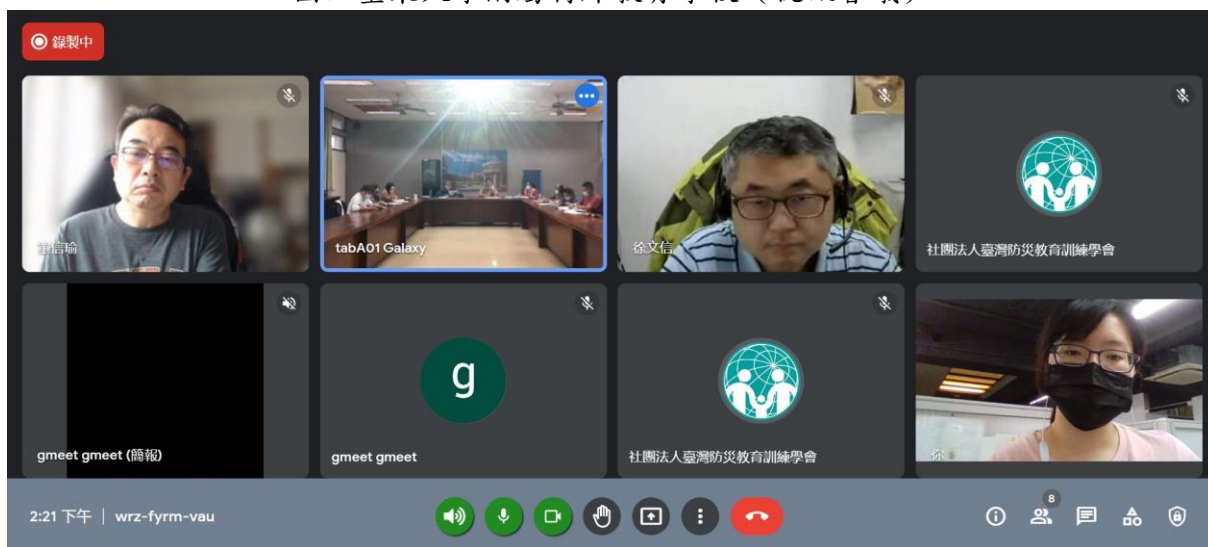 錄製中
tabA01 Galaxy
徐文信
社團法人臺灣防災教育訓練學會
gmeet gmeet (簡報)
g
gmeet gmeet
社團法人臺灣防災教育訓練學會
你
2:21 下午 | wrz-fyrm-vau
8